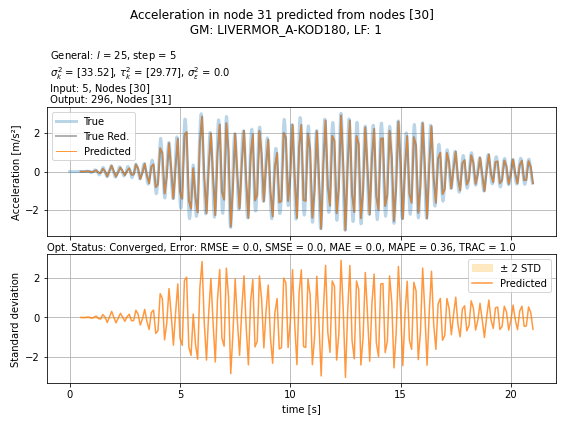 Acceleration in node 31 predicted from nodes [30]
GM: LIVERMOR_A-KOD180, LF: 1
General: l = 25, step = 5
σ²ₖ = [33.52], τ²ₖ = [29.77], σ²ε = 0.0
Input: 5, Nodes [30]
Output: 296, Nodes [31]
True
True Red.
Predicted
Acceleration [m/s²]
2
0
−2
Opt. Status: Converged, Error: RMSE = 0.0, SMSE = 0.0, MAE = 0.0, MAPE = 0.36, TRAC = 1.0
± 2 STD
Predicted
Standard deviation
2
0
−2
0 5 10 15 20
time [s]